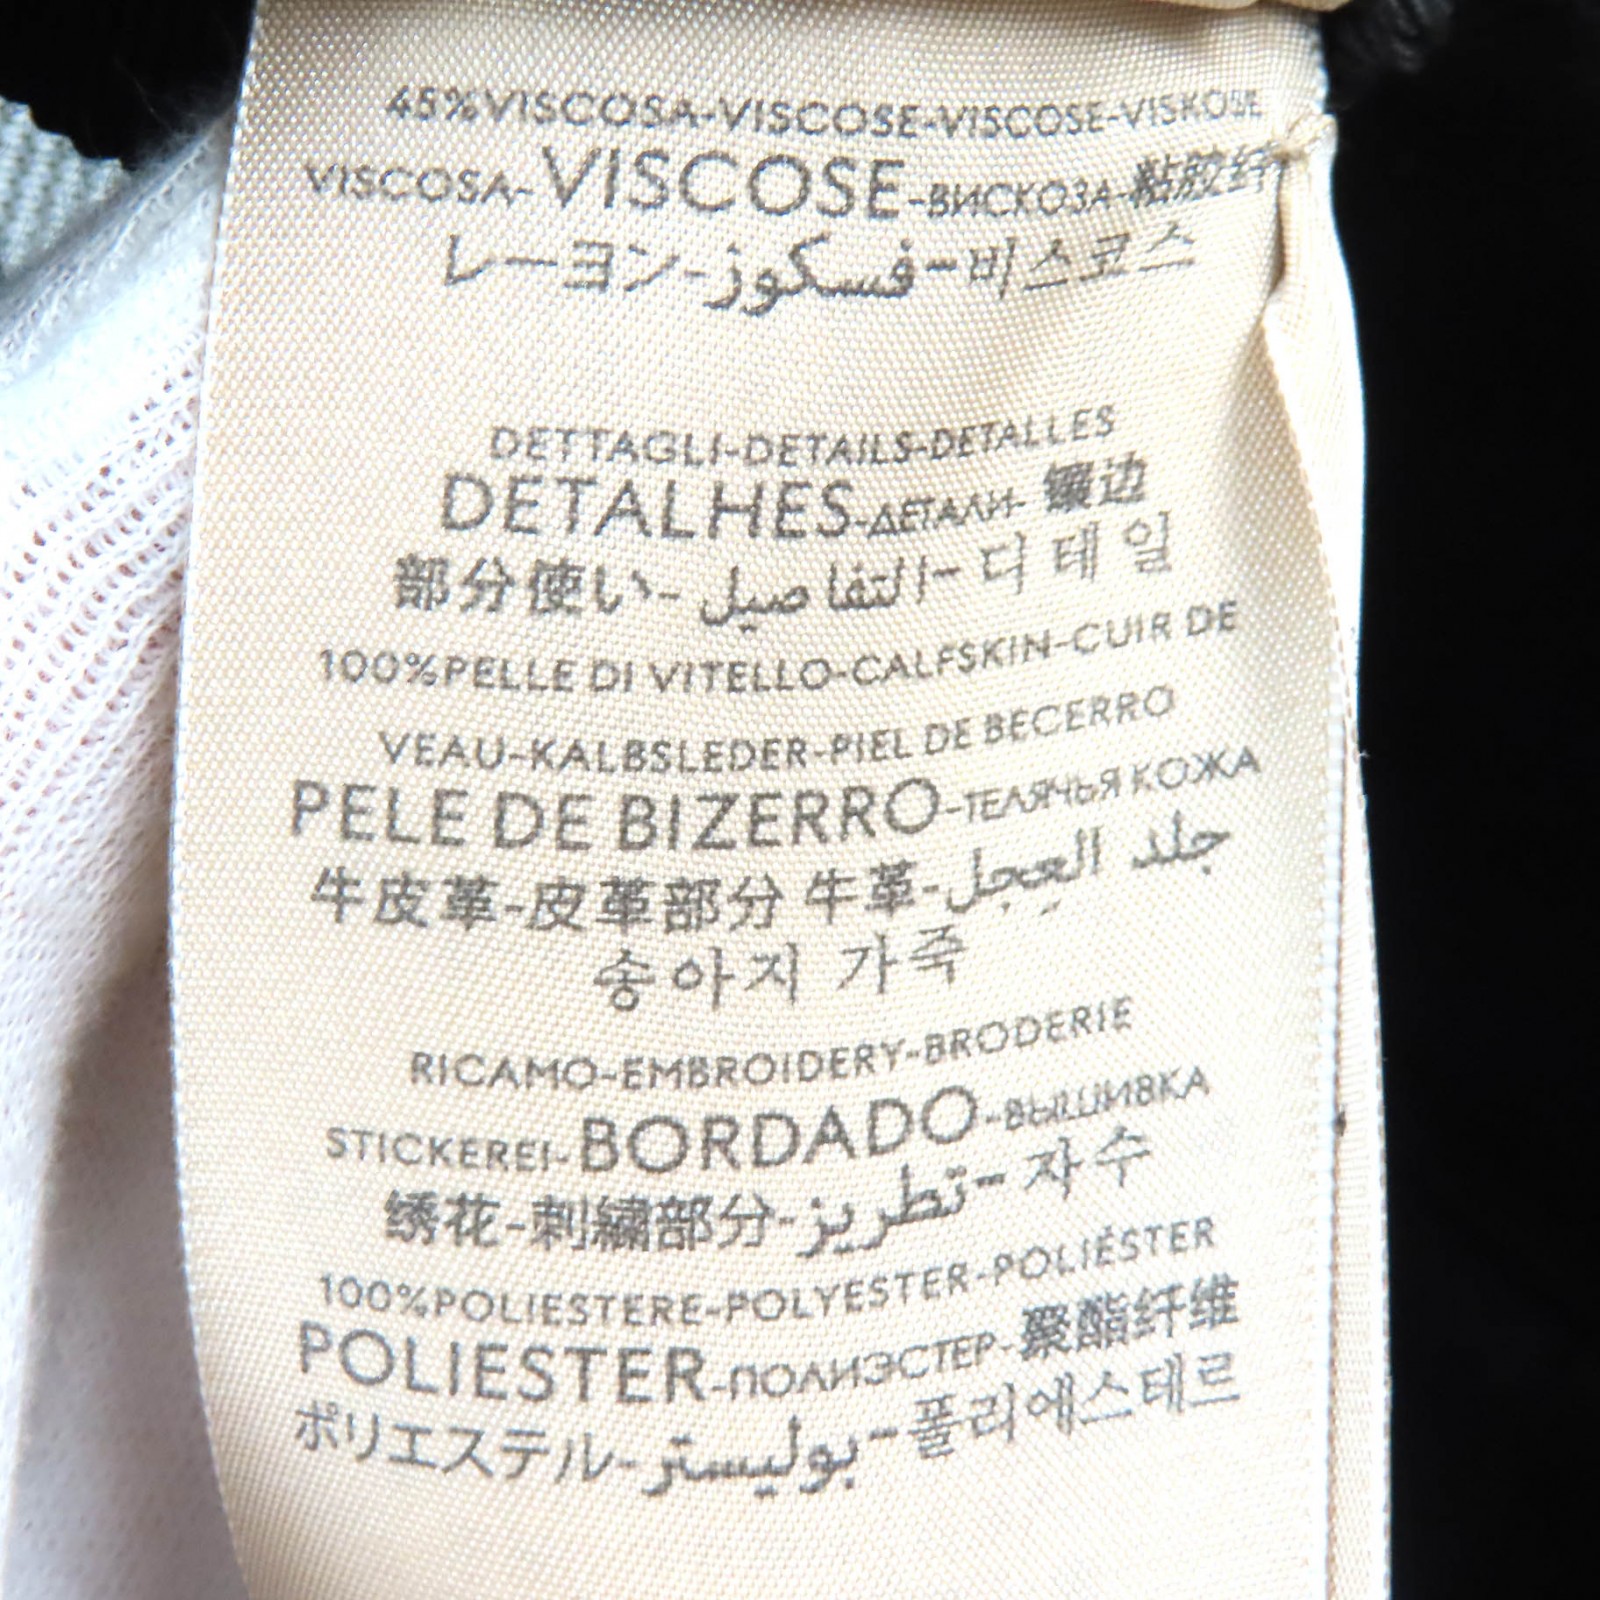 45%VISCOSA-VISCOSE-VISCOSE-VISKOSE
VISCOSA-VISCOSE-ВИСКОЗА-粘胶纤
レーヨン-فسكوز-비스코스
DETTAGLI-DETAILS-DETALLES
DETALHES-ДЕТАЛИ-镶边
部分使い-التفاصيل-디테일
100%PELLE DI VITELLO-CALFSKIN-CUIR DE
VEAU-KALBSLEDER-PIEL DE BECERRO
PELE DE BIZERRO-ТЕЛЯЧЬЯ КОЖА
牛皮革-皮革部分 牛革-جلد العجل
송아지 가죽
RICAMO-EMBROIDERY-BRODERIE
STICKEREI-BORDADO-ВЫШИВКА
绣花-刺繍部分-تطريز-자수
100%POLIESTERE-POLYESTER-POLIÉSTER
POLIESTER-ПОЛИЭСТЕР-聚酯纤维
ポリエステル-بوليستر-폴리에스테르